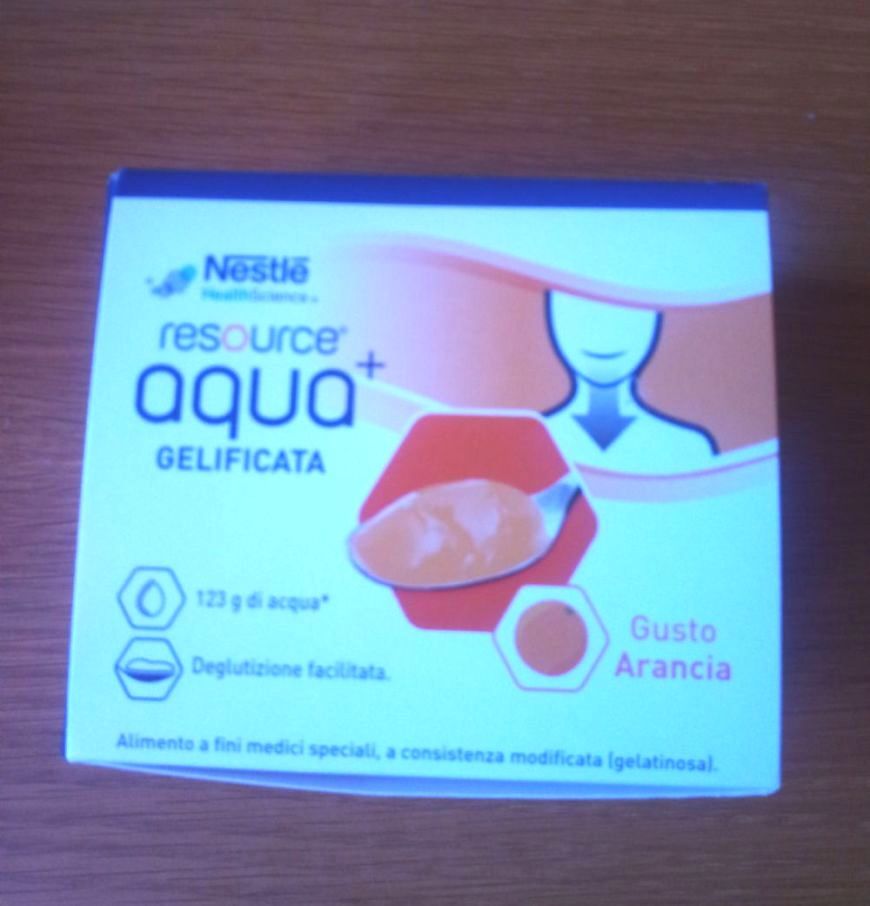 Nestlé
HealthScience
resource®
aqua+
GELIFICATA
123 g di acqua*
Deglutizione facilitata.
Gusto
Arancia
Alimento a fini medici speciali, a consistenza modificata (gelatinosa).